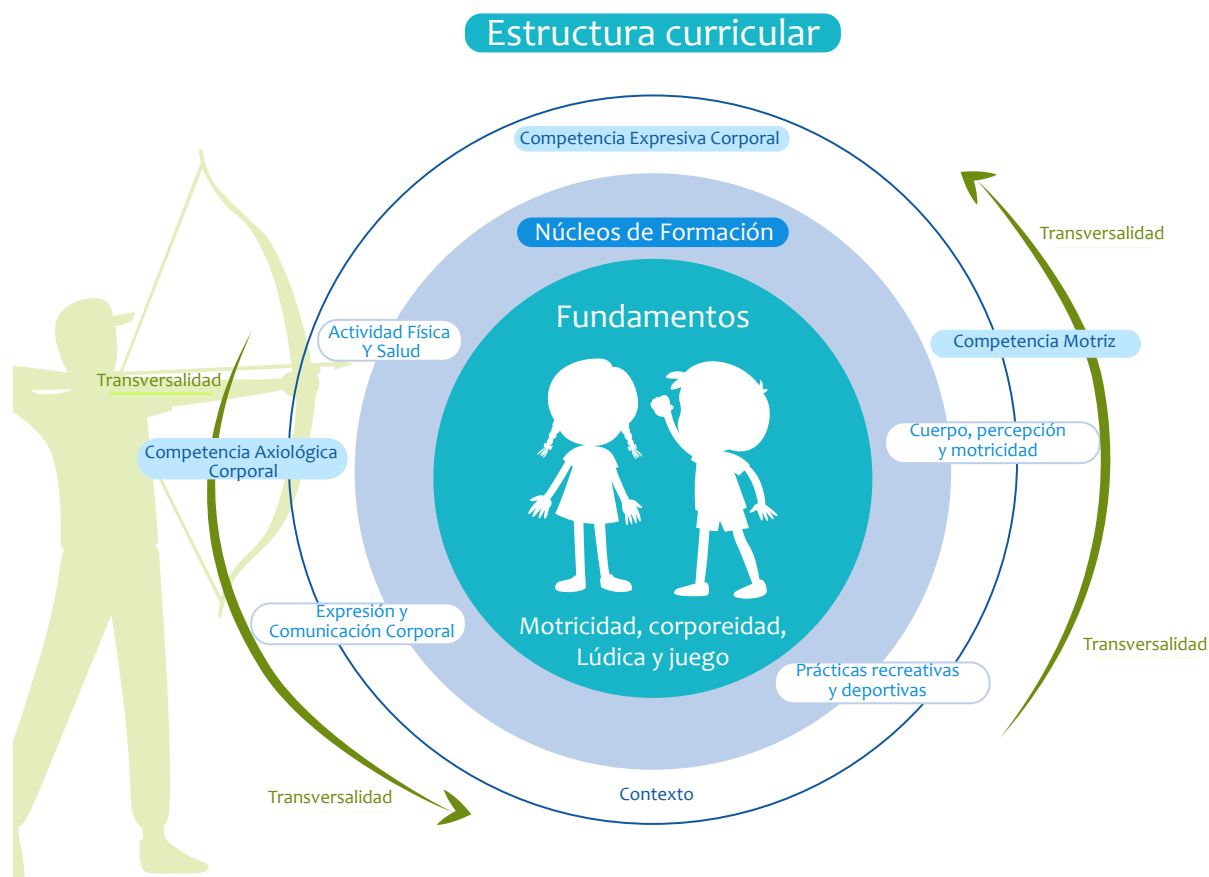 Estructura curricular
Competencia Expresiva Corporal
Núcleos de Formación
Transversalidad
Fundamentos
Actividad Física
Y Salud
Competencia Motriz
Transversalidad
Competencia Axiológica
Corporal
Cuerpo, percepción
y motricidad
Expresión y
Comunicación Corporal
Motricidad, corporeidad,
Lúdica y juego
Transversalidad
Prácticas recreativas
y deportivas
Transversalidad
Contexto